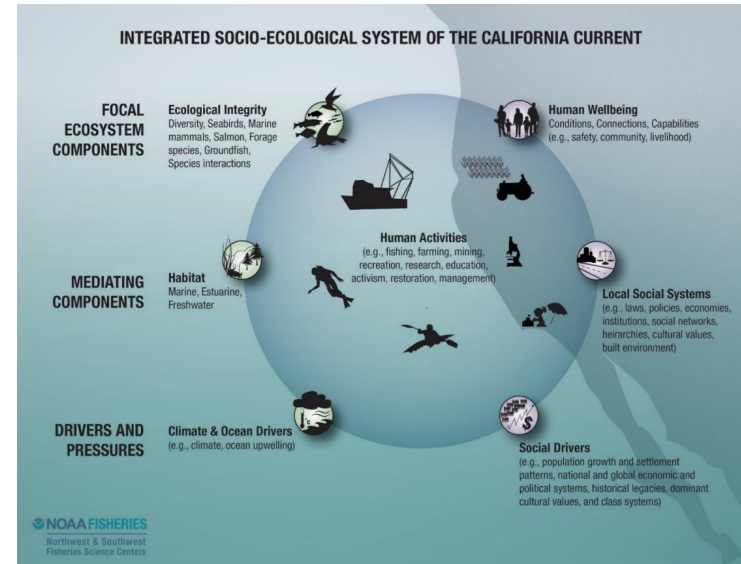 INTEGRATED SOCIO-ECOLOGICAL SYSTEM OF THE CALIFORNIA CURRENT
FOCAL
ECOSYSTEM
COMPONENTS
Ecological Integrity
Diversity, Seabirds, Marine
mammals, Salmon, Forage
species, Groundfish,
Species interactions
Human Wellbeing
Conditions, Connections, Capabilities
(e.g., safety, community, livelihood)
Human Activities
(e.g., fishing, farming, mining,
recreation, research, education,
activism, restoration, management)
MEDIATING
COMPONENTS
Habitat
Marine, Estuarine,
Freshwater
Local Social Systems
(e.g., laws, policies, economies,
institutions, social networks,
heirarchies, cultural values,
built environment)
DRIVERS AND
PRESSURES
Climate & Ocean Drivers
(e.g., climate, ocean upwelling)
$
Social Drivers
(e.g., population growth and settlement
patterns, national and global economic and
political systems, historical legacies, dominant
cultural values, and class systems)
NOAA FISHERIES
Northwest & Southwest
Fisheries Science Centers